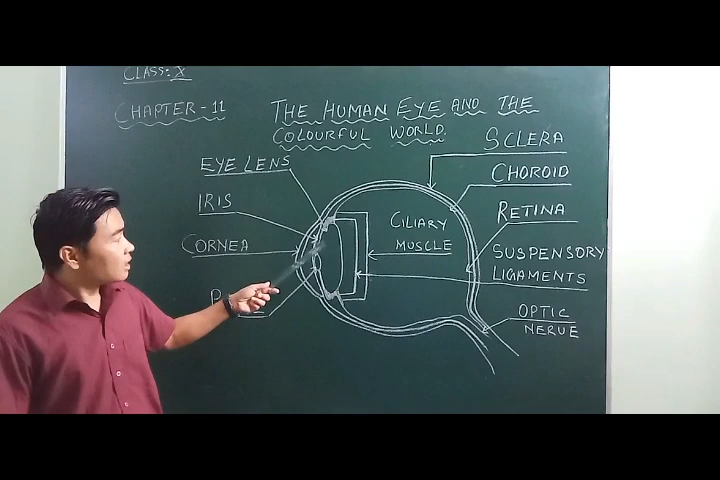 CLASS: X
CHAPTER - 11
THE HUMAN EYE AND THE
COLOURFUL WORLD.
EYE LENS
IRIS
CORNEA
SCLERA
CHOROID
RETINA
CILIARY
MUSCLE
SUSPENSORY
LIGAMENTS
OPTIC
NERVE